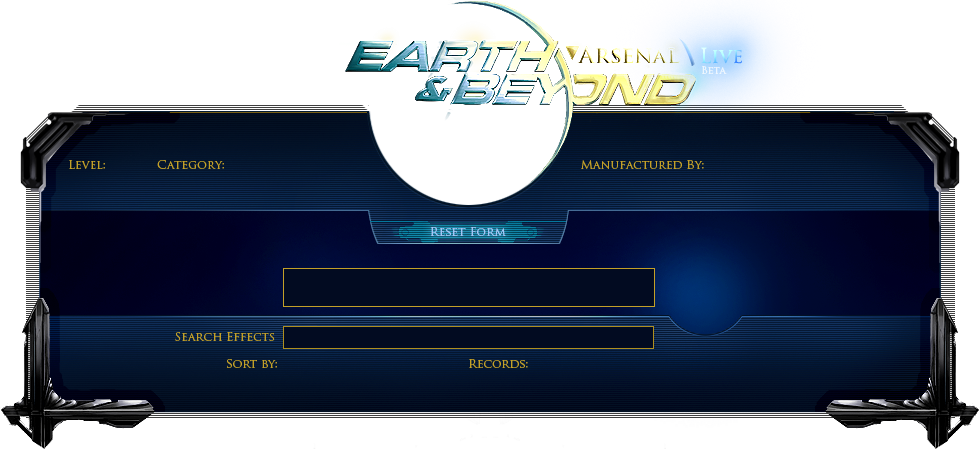 EARTH & BEYOND
ARSENAL LIVE
BETA
LEVEL: CATEGORY: MANUFACTURED BY:
RESET FORM
SEARCH EFFECTS
SORT BY: RECORDS: